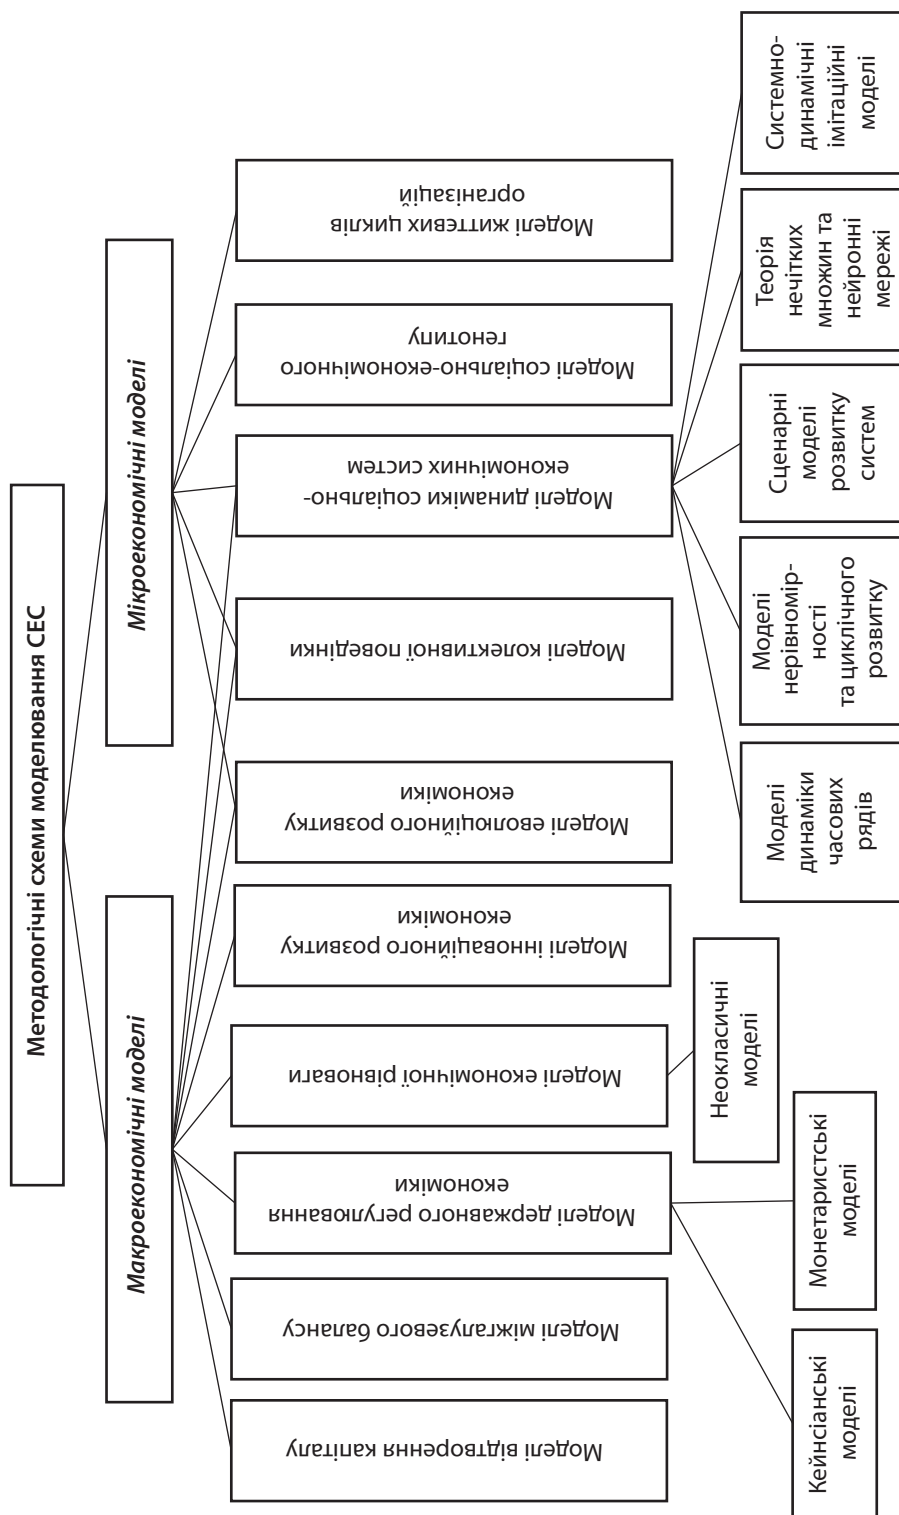 Методологічні схеми моделювання СЕС
Макроекономічні моделі
Мікроекономічні моделі
Моделі відтворення капіталу
Моделі міжгалузевого балансу
Моделі державного регулювання
економіки
Моделі економічної рівноваги
Моделі інноваційного розвитку
економіки
Моделі еволюційного розвитку
економіки
Моделі колективної поведінки
Моделі динаміки соціально-
економічних систем
Моделі соціально-економічного
генотипу
Моделі життєвих циклів
організацій
Кейнсіанські
моделі
Монетаристські
моделі
Неокласичні
моделі
Моделі
динаміки
часових
рядів
Моделі
нерівномір-
ності
та циклічного
розвитку
Сценарні
моделі
розвитку
систем
Теорія
нечітких
множин та
нейронні
мережі
Системно-
динамічні
імітаційні
моделі